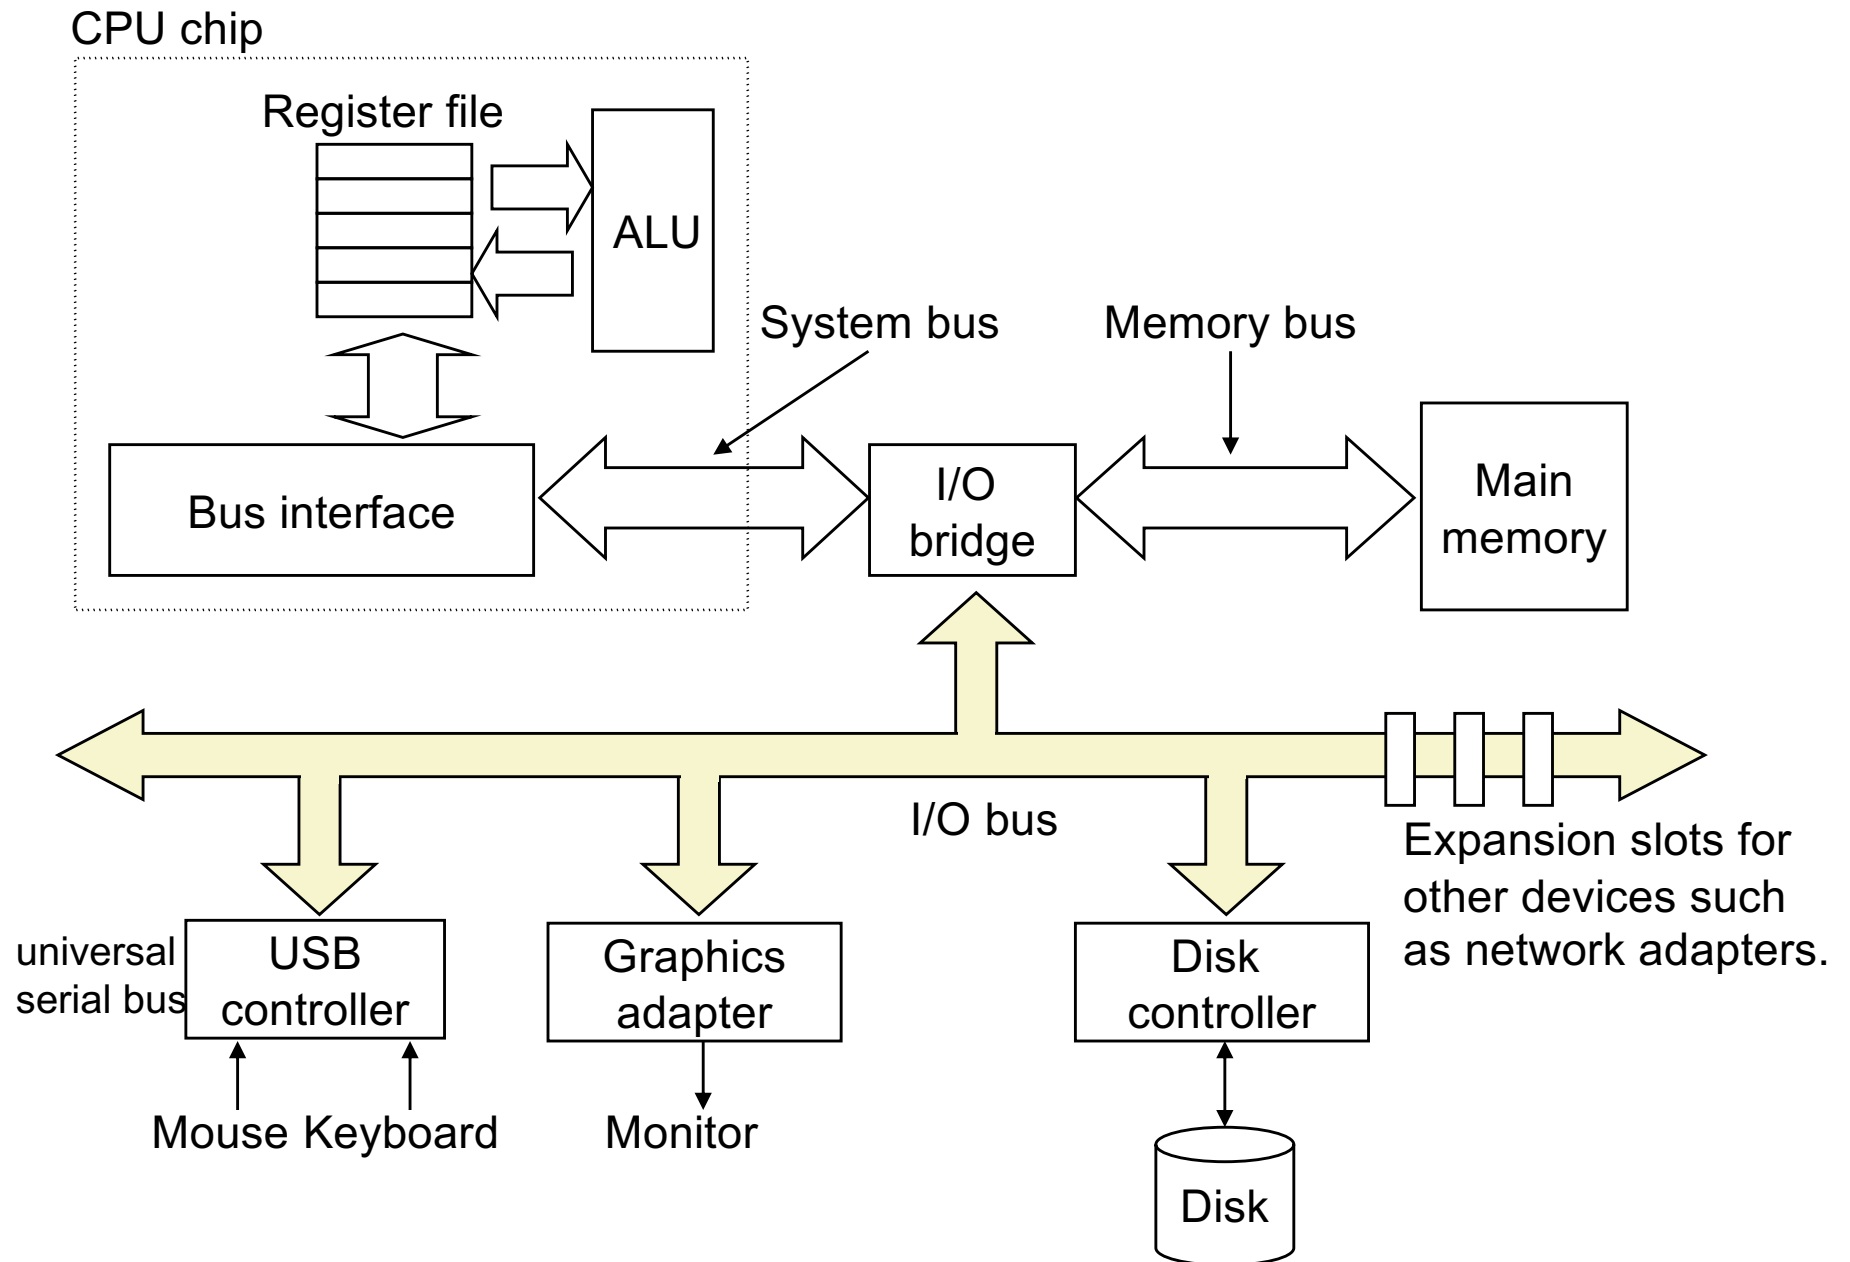 CPU chip
Register file
ALU
System bus
Memory bus
Bus interface
I/O
bridge
Main
memory
I/O bus
Expansion slots for
other devices such
as network adapters.
universal
serial bus
USB
controller
Graphics
adapter
Disk
controller
Mouse Keyboard
Monitor
Disk